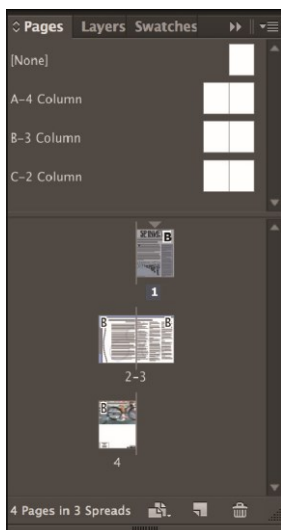 Pages Layers Swatches
[None]
A-4 Column
B-3 Column
C-2 Column
B
1
B B
2-3
B
4
4 Pages in 3 Spreads